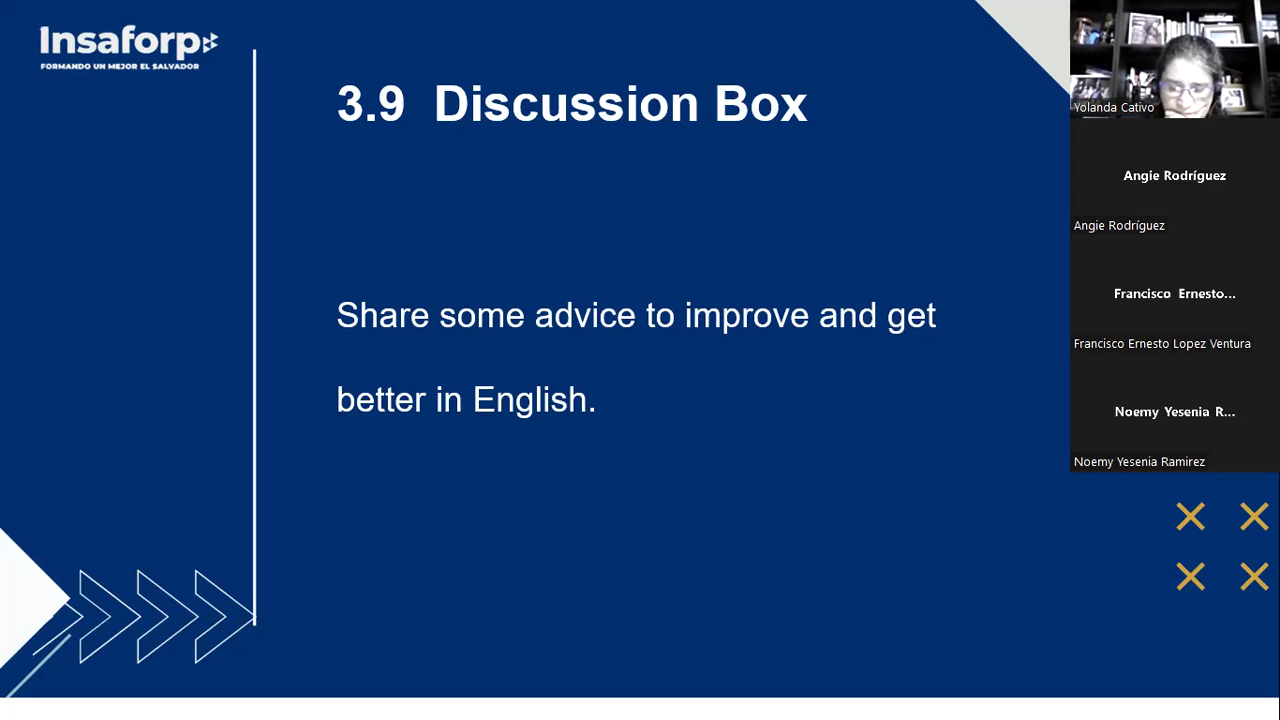 Insaforp
FORMANDO UN MEJOR EL SALVADOR
3.9 Discussion Box
Share some advice to improve and get
better in English.
Yolanda Cativo
Angie Rodríguez
Angie Rodríguez
Francisco Ernesto...
Francisco Ernesto Lopez Ventura
Noemy Yesenia R...
Noemy Yesenia Ramirez